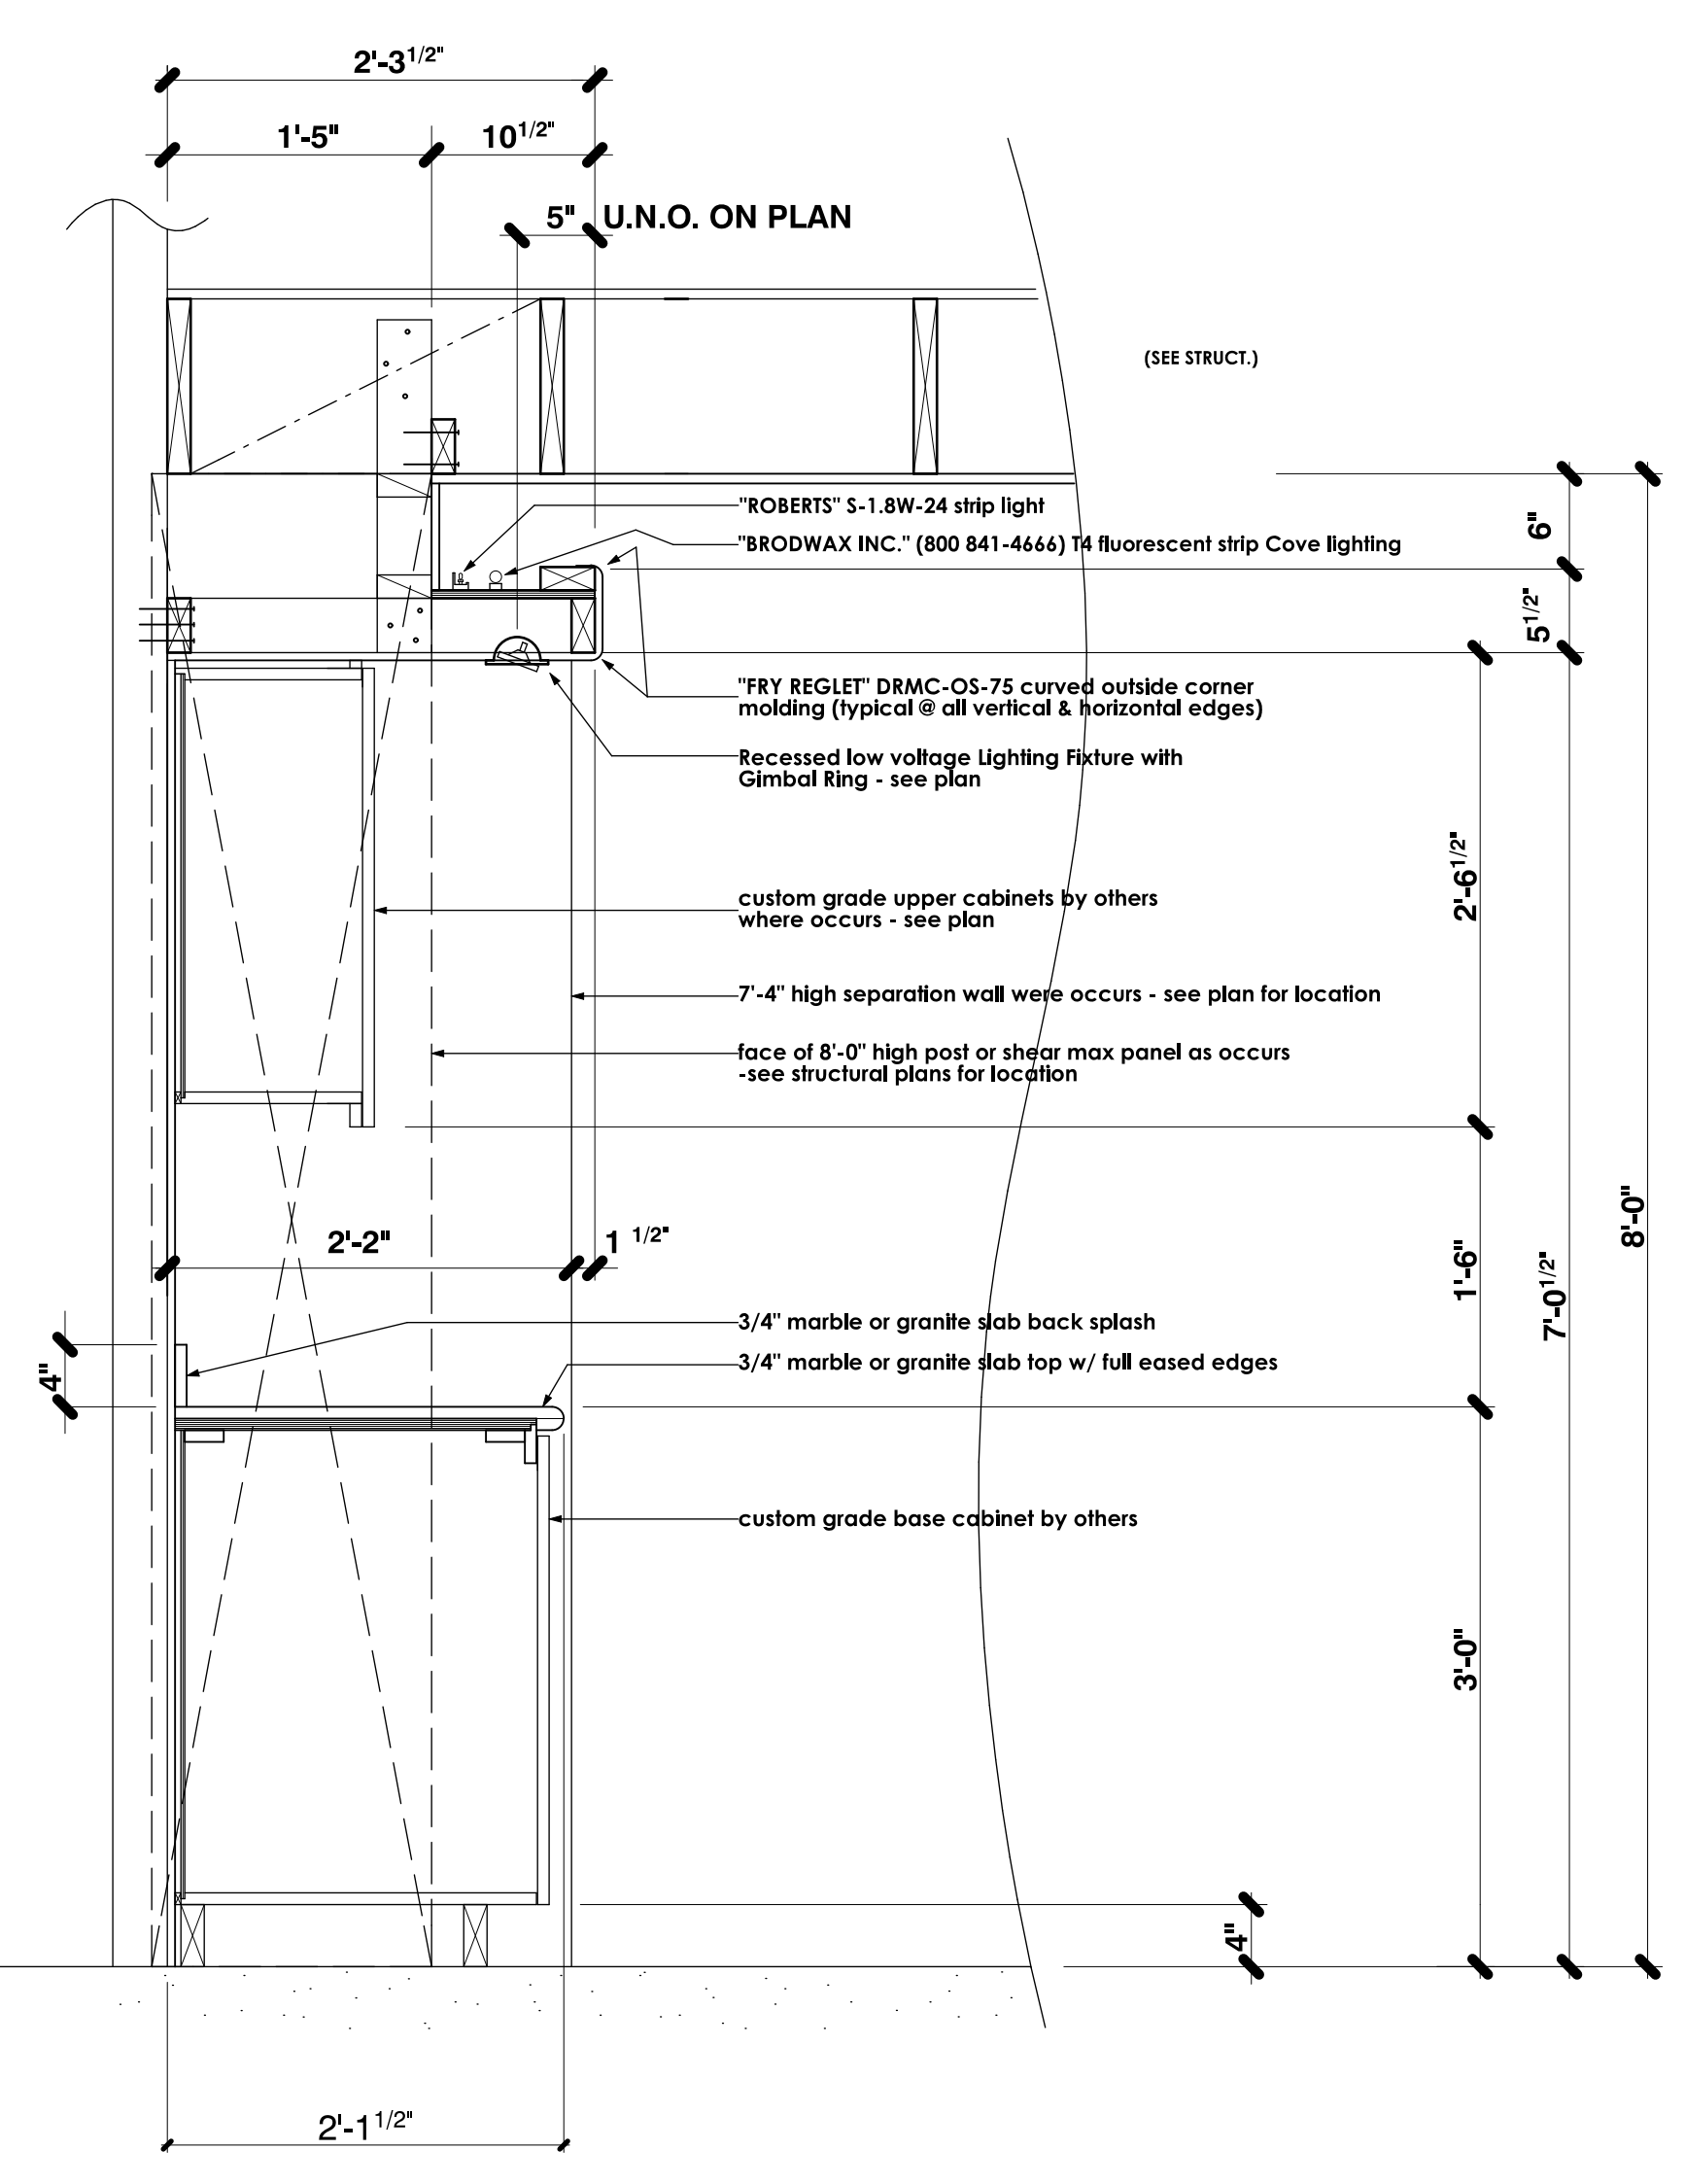 2'-3 1/2"
1'-5"
10 1/2"
5" U.N.O. ON PLAN
(SEE STRUCT.)
"ROBERTS" S-1.8W-24 strip light
"BRODWAX INC." (800 841-4666) T4 fluorescent strip Cove lighting
6"
5 1/2"
"FRY REGLET" DRMC-OS-75 curved outside corner
molding (typical @ all vertical & horizontal edges)
Recessed low voltage Lighting Fixture with
Gimbal Ring - see plan
2'-6 1/2"
custom grade upper cabinets by others
where occurs - see plan
7'-4" high separation wall were occurs - see plan for location
face of 8'-0" high post or shear max panel as occurs
-see structural plans for location
2'-2"
1 1/2"
1'-6"
7'-0 1/2"
8'-0"
3/4" marble or granite slab back splash
3/4" marble or granite slab top w/ full eased edges
4"
custom grade base cabinet by others
3'-0"
4"
2'-1 1/2"